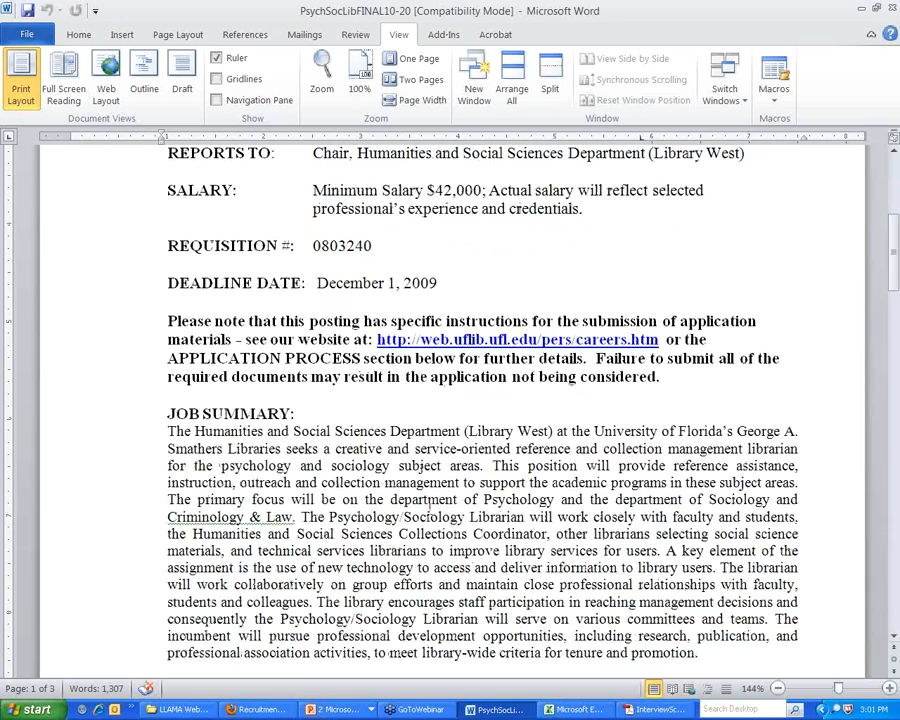 PsychSocLibFINAL10-20 [Compatibility Mode] - Microsoft Word
File Home Insert Page Layout References Mailings Review View Add-Ins Acrobat
Print Layout
Full Screen Reading
Web Layout
Outline
Draft
Document Views
Ruler
Gridlines
Navigation Pane
Show
Zoom
100%
One Page
Two Pages
Page Width
Zoom
New Window
Arrange All
Split
View Side by Side
Synchronous Scrolling
Reset Window Position
Window
Switch Windows
Macros
Macros
1 2 3 4 5 6 7 8
REPORTS TO: Chair, Humanities and Social Sciences Department (Library West)
SALARY: Minimum Salary $42,000; Actual salary will reflect selected
professional's experience and credentials.
REQUISITION #: 0803240
DEADLINE DATE: December 1, 2009
Please note that this posting has specific instructions for the submission of application
materials – see our website at: http://web.uflib.ufl.edu/pers/careers.htm or the
APPLICATION PROCESS section below for further details. Failure to submit all of the
required documents may result in the application not being considered.
JOB SUMMARY:
The Humanities and Social Sciences Department (Library West) at the University of Florida's George A.
Smathers Libraries seeks a creative and service-oriented reference and collection management librarian
for the psychology and sociology subject areas. This position will provide reference assistance,
instruction, outreach and collection management to support the academic programs in these subject areas.
The primary focus will be on the department of Psychology and the department of Sociology and
Criminology & Law. The Psychology/Sociology Librarian will work closely with faculty and students,
the Humanities and Social Sciences Collections Coordinator, other librarians selecting social science
materials, and technical services librarians to improve library services for users. A key element of the
assignment is the use of new technology to access and deliver information to library users. The librarian
will work collaboratively on group efforts and maintain close professional relationships with faculty,
students and colleagues. The library encourages staff participation in reaching management decisions and
consequently the Psychology/Sociology Librarian will serve on various committees and teams. The
incumbent will pursue professional development opportunities, including research, publication, and
professional association activities, to meet library-wide criteria for tenure and promotion.
Page: 1 of 3 Words: 1,307 144%
start LLAMA Web... Recruitmen... 2 Microso... GoToWebinar PsychSocLi... Microsoft E... InterviewSc... Search Desktop 3:01 PM